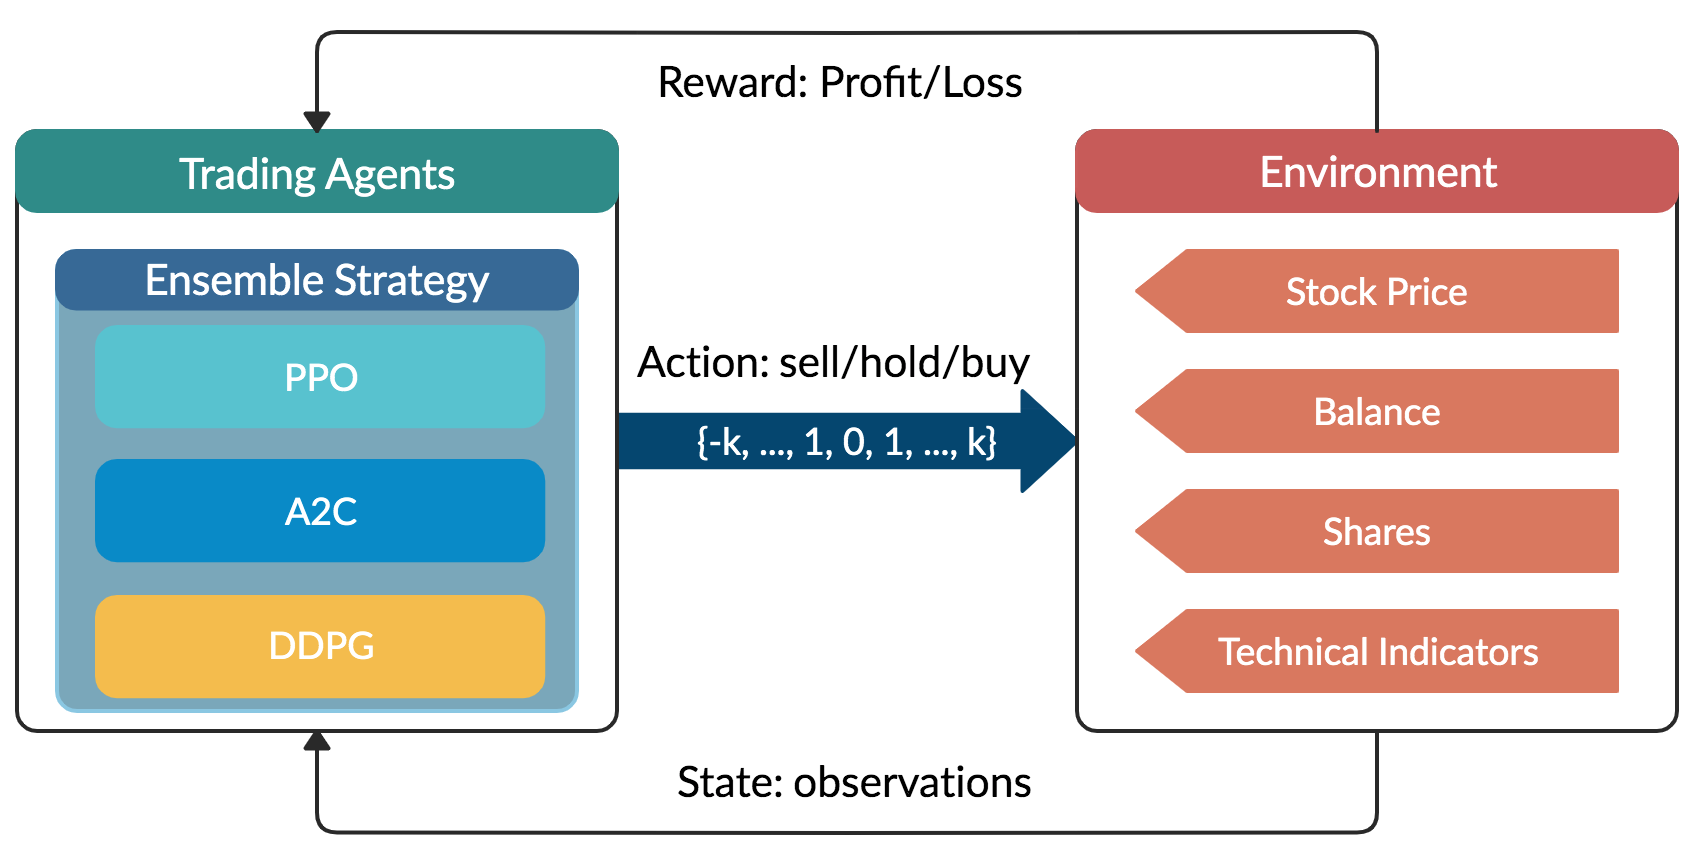 Reward: Profit/Loss
Trading Agents
Environment
Ensemble Strategy
PPO
A2C
DDPG
Action: sell/hold/buy
{-k, ..., 1, 0, 1, ..., k}
Stock Price
Balance
Shares
Technical Indicators
State: observations